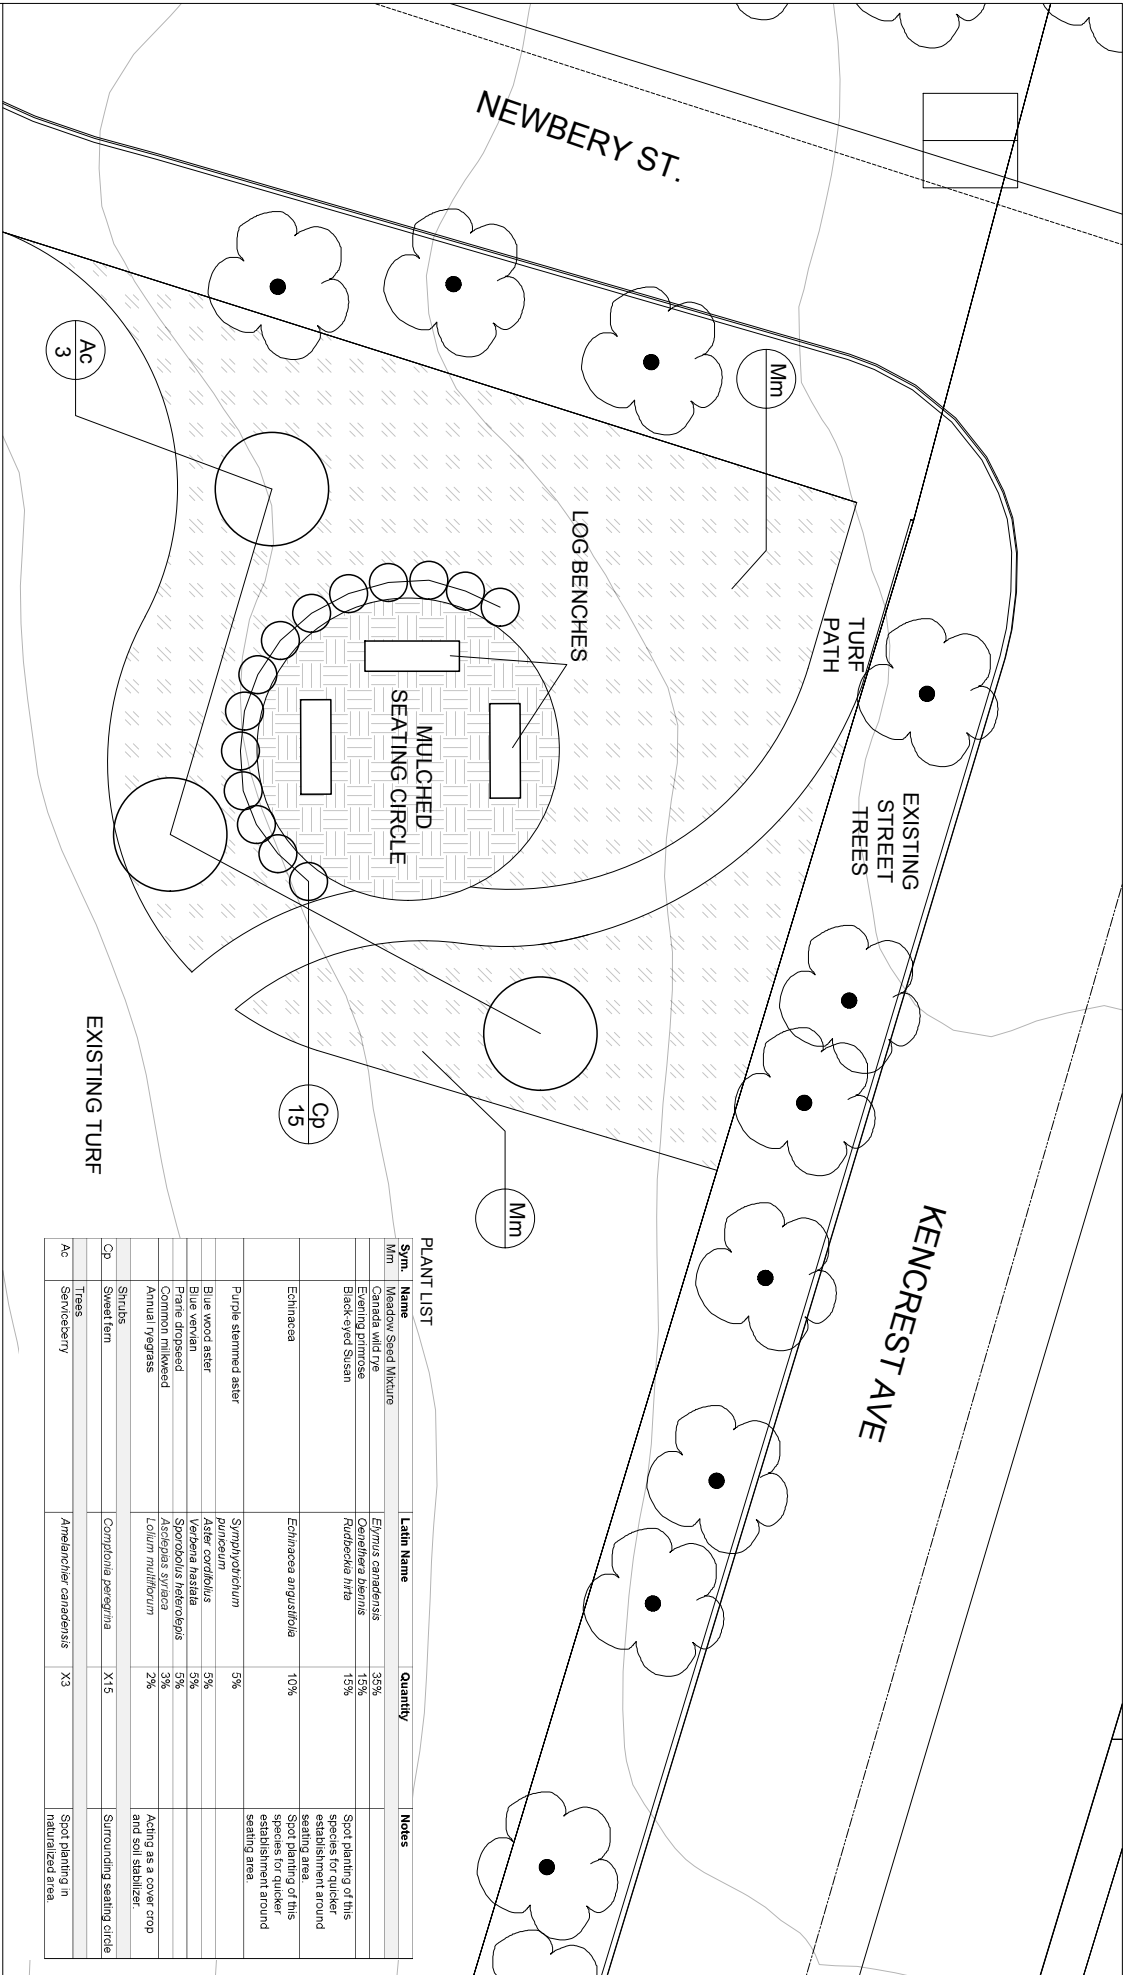 NEWBERY ST.
KENCREST AVE
Mm
Ac
3
LOG BENCHES
TURF
PATH
EXISTING
STREET
TREES
MULCHED
SEATING CIRCLE
Cp
15
Mm
EXISTING TURF
PLANT LIST
Sym. Name Latin Name Quantity Notes
Mm Meadow Seed Mixture
Canada wild rye Elymus canadensis 35%
Evening primrose Oenethera biennis 15%
Black-eyed Susan Rudbeckia hirta 15% Spot planting of this
species for quicker
establishment around
seating area.
Echinacea Echinacea angustifolia 10% Spot planting of this
species for quicker
establishment around
seating area.
Purple stemmed aster Symphyotrichum 5%
puniceum
Blue wood aster Aster cordifolius 5%
Blue vervian Verbena hastata 5%
Prarie dropseed Sporobolus heterolepis 5%
Common milkweed Asclepias syriaca 3%
Annual ryegrass Lolium multiflorum 2% Acting as a cover crop
and soil stabilizer.
Shrubs
Cp Sweet fern Comptonia peregrina X15 Surrounding seating circle
Trees
Ac Serviceberry Amelanchier canadensis X3 Spot planting in
naturalized area.